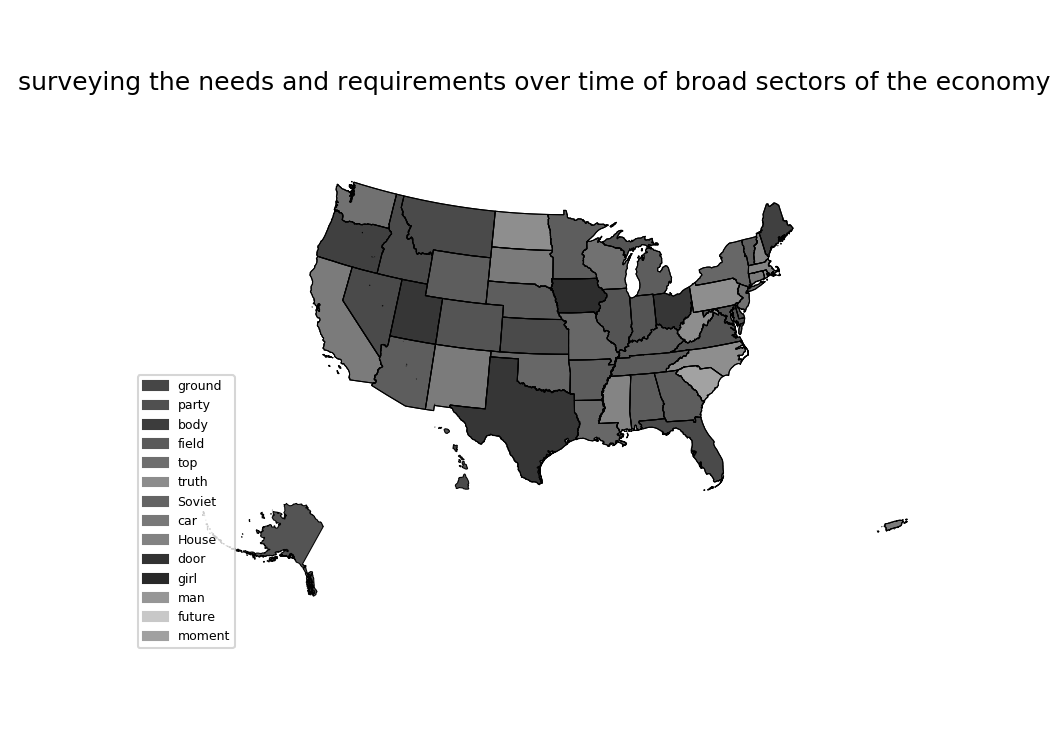 surveying the needs and requirements over time of broad sectors of the economy
ground
party
body
field
top
truth
Soviet
car
House
door
girl
man
future
moment